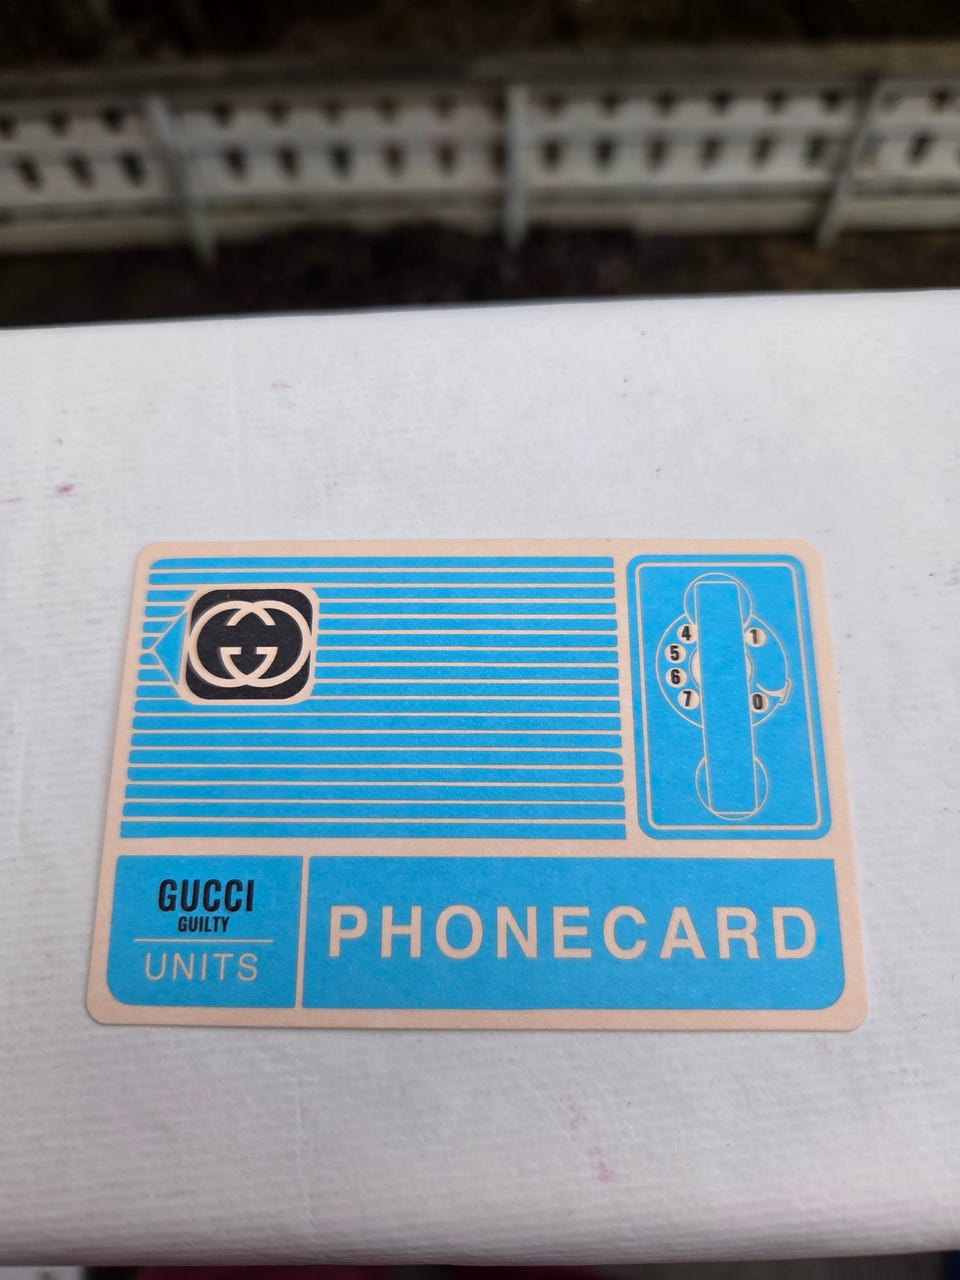 4 1
5
6
7 0
GUCCI
GUILTY
UNITS
PHONECARD